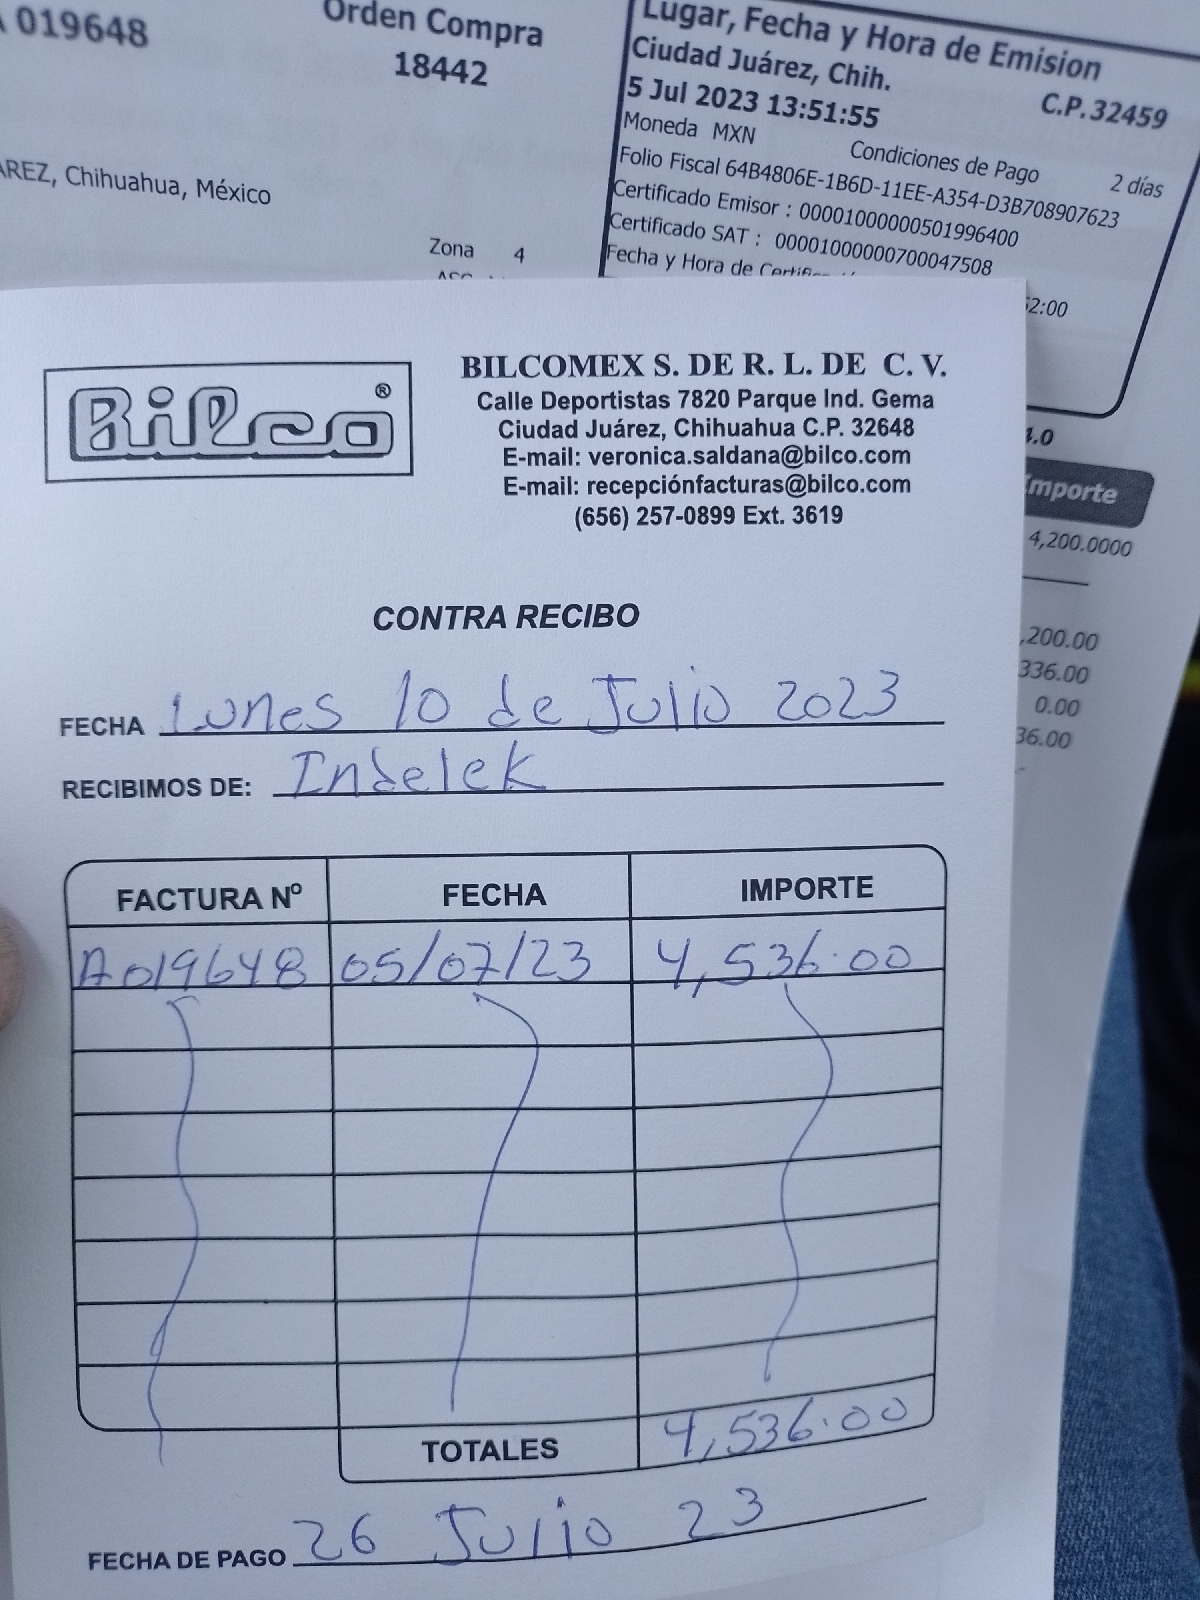 019648
Orden Compra
18442
Lugar, Fecha y Hora de Emision
Ciudad Juárez, Chih.
C.P. 32459
5 Jul 2023 13:51:55
Moneda MXN
Condiciones de Pago 2 días
Folio Fiscal 64B4806E-1B6D-11EE-A354-D3B708907623
Certificado Emisor : 00001000000501996400
Certificado SAT : 00001000000700047508
Fecha y Hora de
AREZ, Chihuahua, México
Zona 4
52:00
Bilco®
BILCOMEX S. DE R. L. DE C. V.
Calle Deportistas 7820 Parque Ind. Gema
Ciudad Juárez, Chihuahua C.P. 32648
E-mail: veronica.saldana@bilco.com
E-mail: recepciónfacturas@bilco.com
(656) 257-0899 Ext. 3619
Importe
4,200.0000
,200.00
336.00
0.00
36.00
CONTRA RECIBO
FECHA Lunes 10 de Julio 2023
RECIBIMOS DE: Indelek
FACTURA Nº FECHA IMPORTE
A019648 05/07/23 4,536.00
TOTALES 4,536.00
FECHA DE PAGO 26 Julio 23